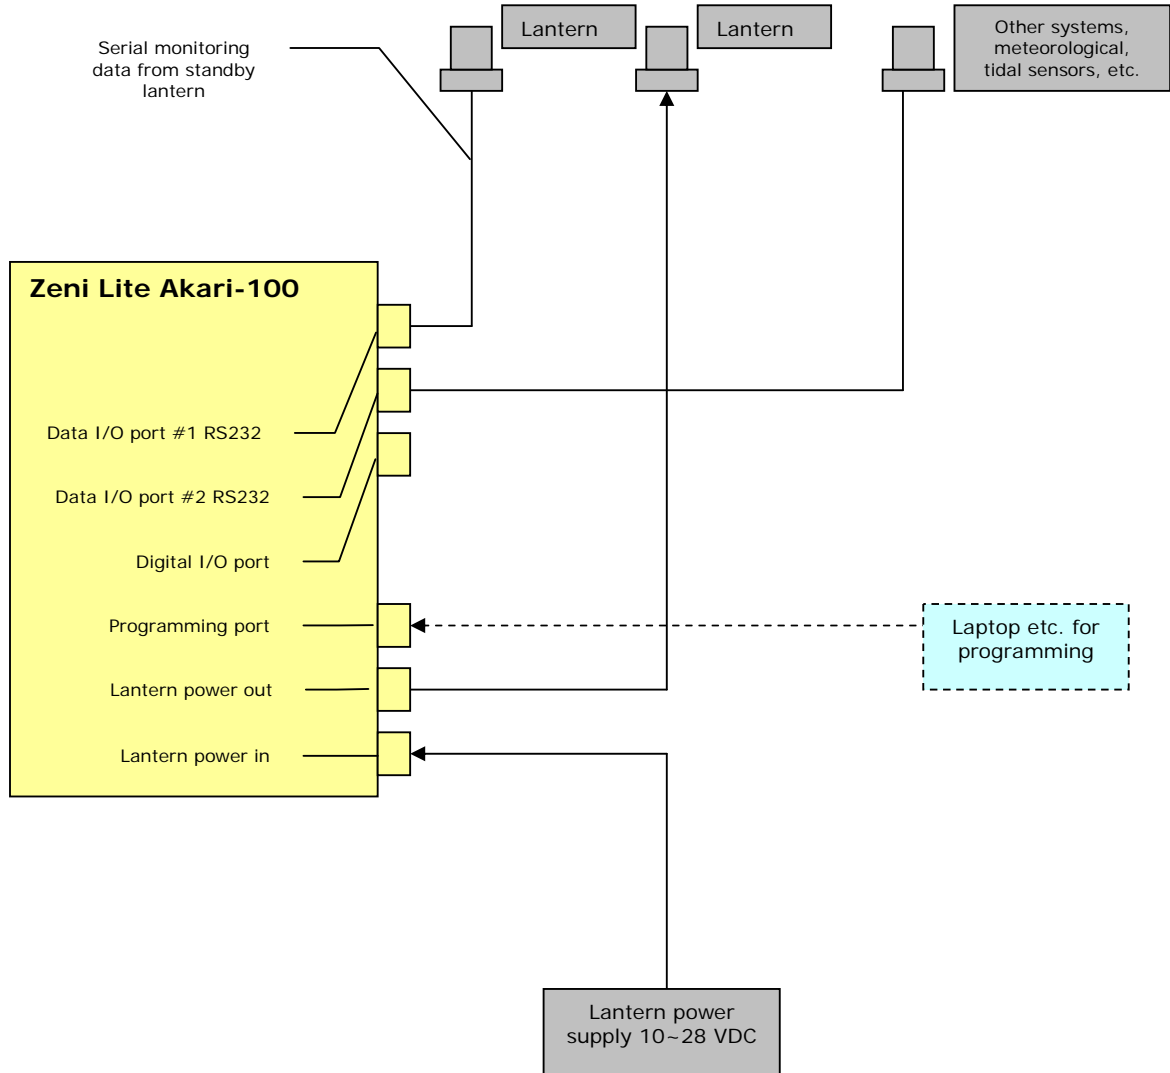 Serial monitoring
data from standby
lantern
Lantern
Lantern
Other systems,
meteorological,
tidal sensors, etc.
Zeni Lite Akari-100
Data I/O port #1 RS232
Data I/O port #2 RS232
Digital I/O port
Programming port
Lantern power out
Lantern power in
Laptop etc. for
programming
Lantern power
supply 10~28 VDC